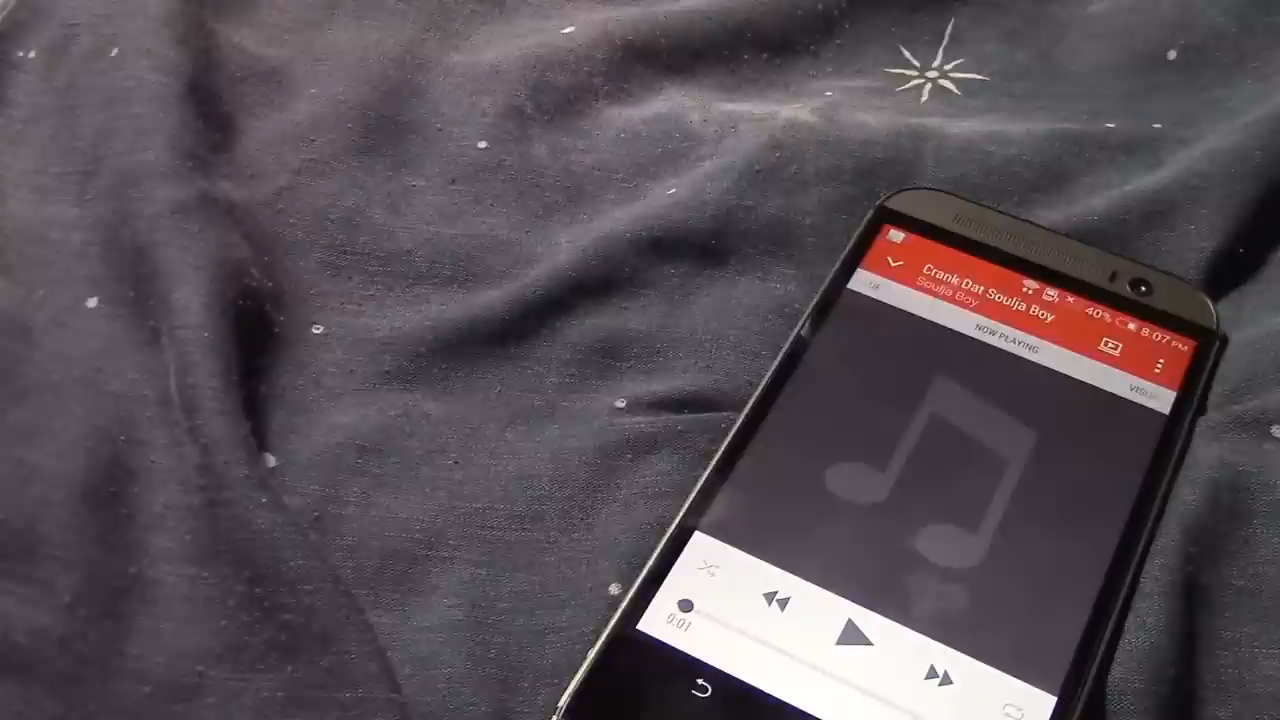 40% 8:07 PM
Crank Dat Soulja Boy
Soulja Boy
NOW PLAYING
0:01